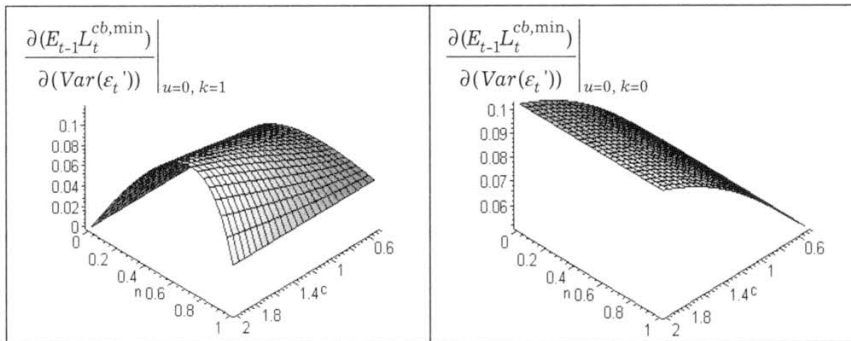 ∂(E_{t-1}L_t^{cb,min})
∂(Var(ε_t'))
u=0, k=1
0.1
0.08
0.06
0.04
0.02
0
0
0.2
0.4
n 0.6
0.8
1
2
1.8
1.4 c
1
0.6
∂(E_{t-1}L_t^{cb,min})
∂(Var(ε_t'))
u=0, k=0
0.1
0.09
0.08
0.07
0.06
0
0.2
0.4
n 0.6
0.8
1
2
1.8
1.4 c
1
0.6